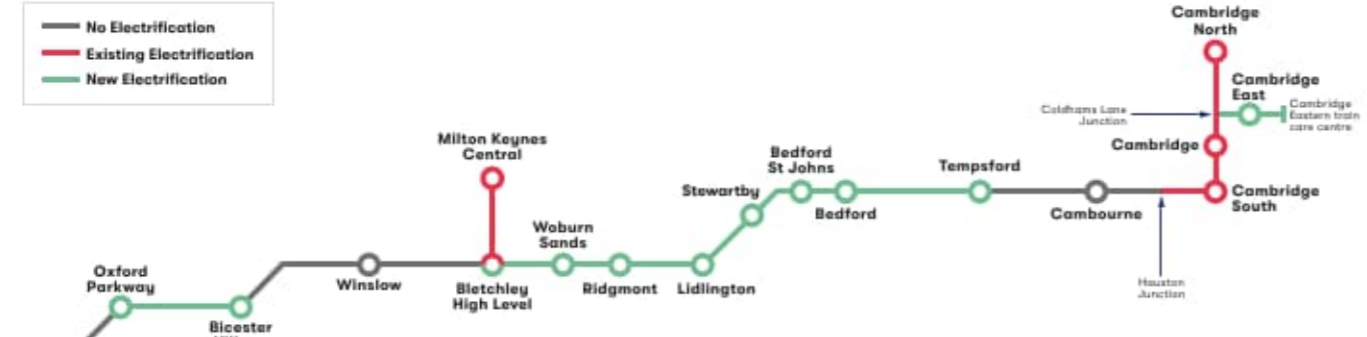 No Electrification
Existing Electrification
New Electrification
Cambridge
North
Cambridge
East
Coldhams Lane
Junction
Cambridge
Eastern train
care centre
Milton Keynes
Central
Cambridge
Bedford
St Johns
Tempsford
Stewartby
Cambridge
South
Bedford
Cambourne
Woburn
Sands
Oxford
Parkway
Winslow
Bletchley
High Level
Ridgmont
Lidlington
Hauxton
Junction
Bicester